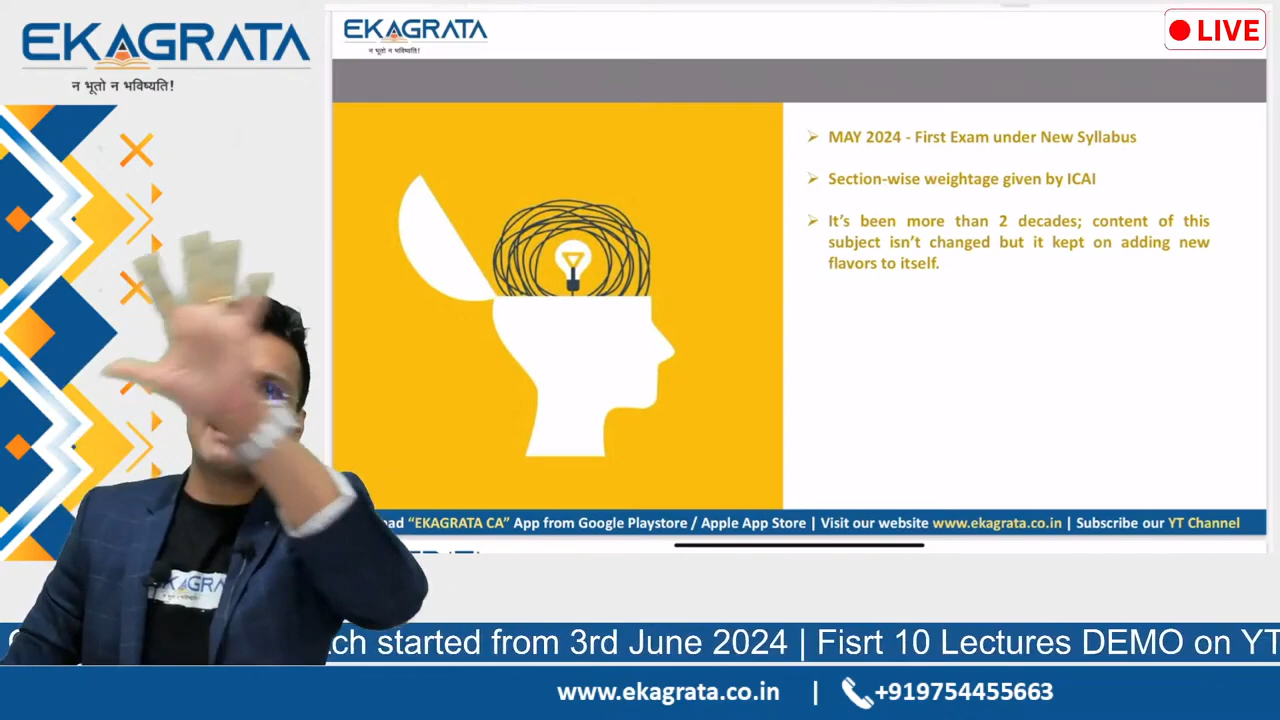 EKAGRATA
न भूतो न भविष्यति!
EKAGRATA
न भूतो न भविष्यति!
LIVE
MAY 2024 - First Exam under New Syllabus
Section-wise weightage given by ICAI
It's been more than 2 decades; content of this
subject isn't changed but it kept on adding new
flavors to itself.
"EKAGRATA CA" App from Google Playstore / Apple App Store | Visit our website www.ekagrata.co.in | Subscribe our YT Channel
started from 3rd June 2024 | Fisrt 10 Lectures DEMO on YT
www.ekagrata.co.in | +919754455663